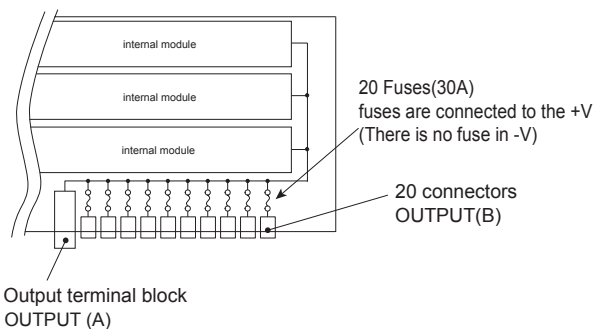 internal module
internal module
internal module
20 Fuses(30A)
fuses are connected to the +V
(There is no fuse in -V)
20 connectors
OUTPUT(B)
Output terminal block
OUTPUT (A)